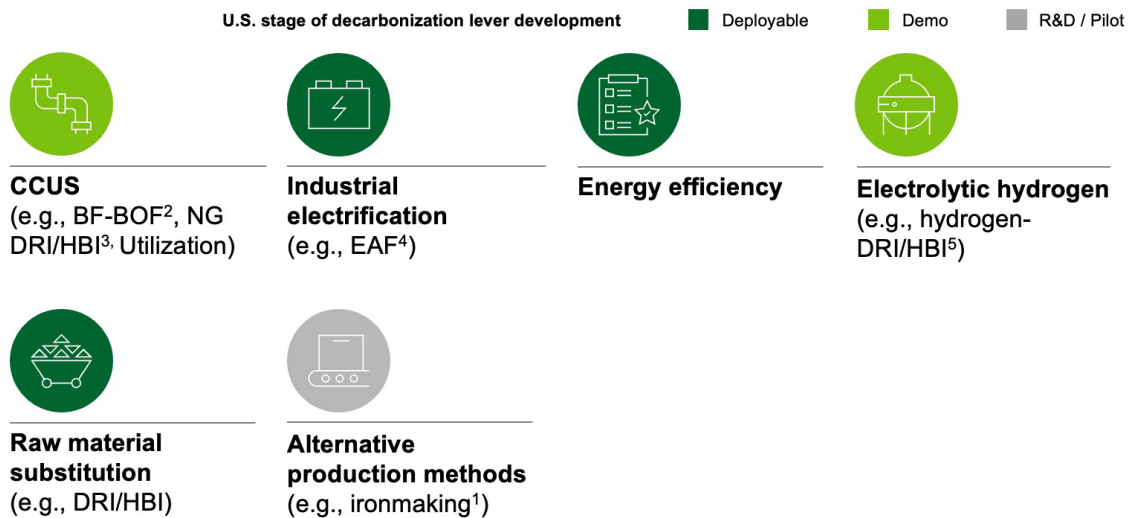 U.S. stage of decarbonization lever development
Deployable
Demo
R&D / Pilot
CCUS
(e.g., BF-BOF², NG
DRI/HBI³, Utilization)
Industrial
electrification
(e.g., EAF⁴)
Energy efficiency
Electrolytic hydrogen
(e.g., hydrogen-
DRI/HBI⁵)
Raw material
substitution
(e.g., DRI/HBI)
Alternative
production methods
(e.g., ironmaking¹)